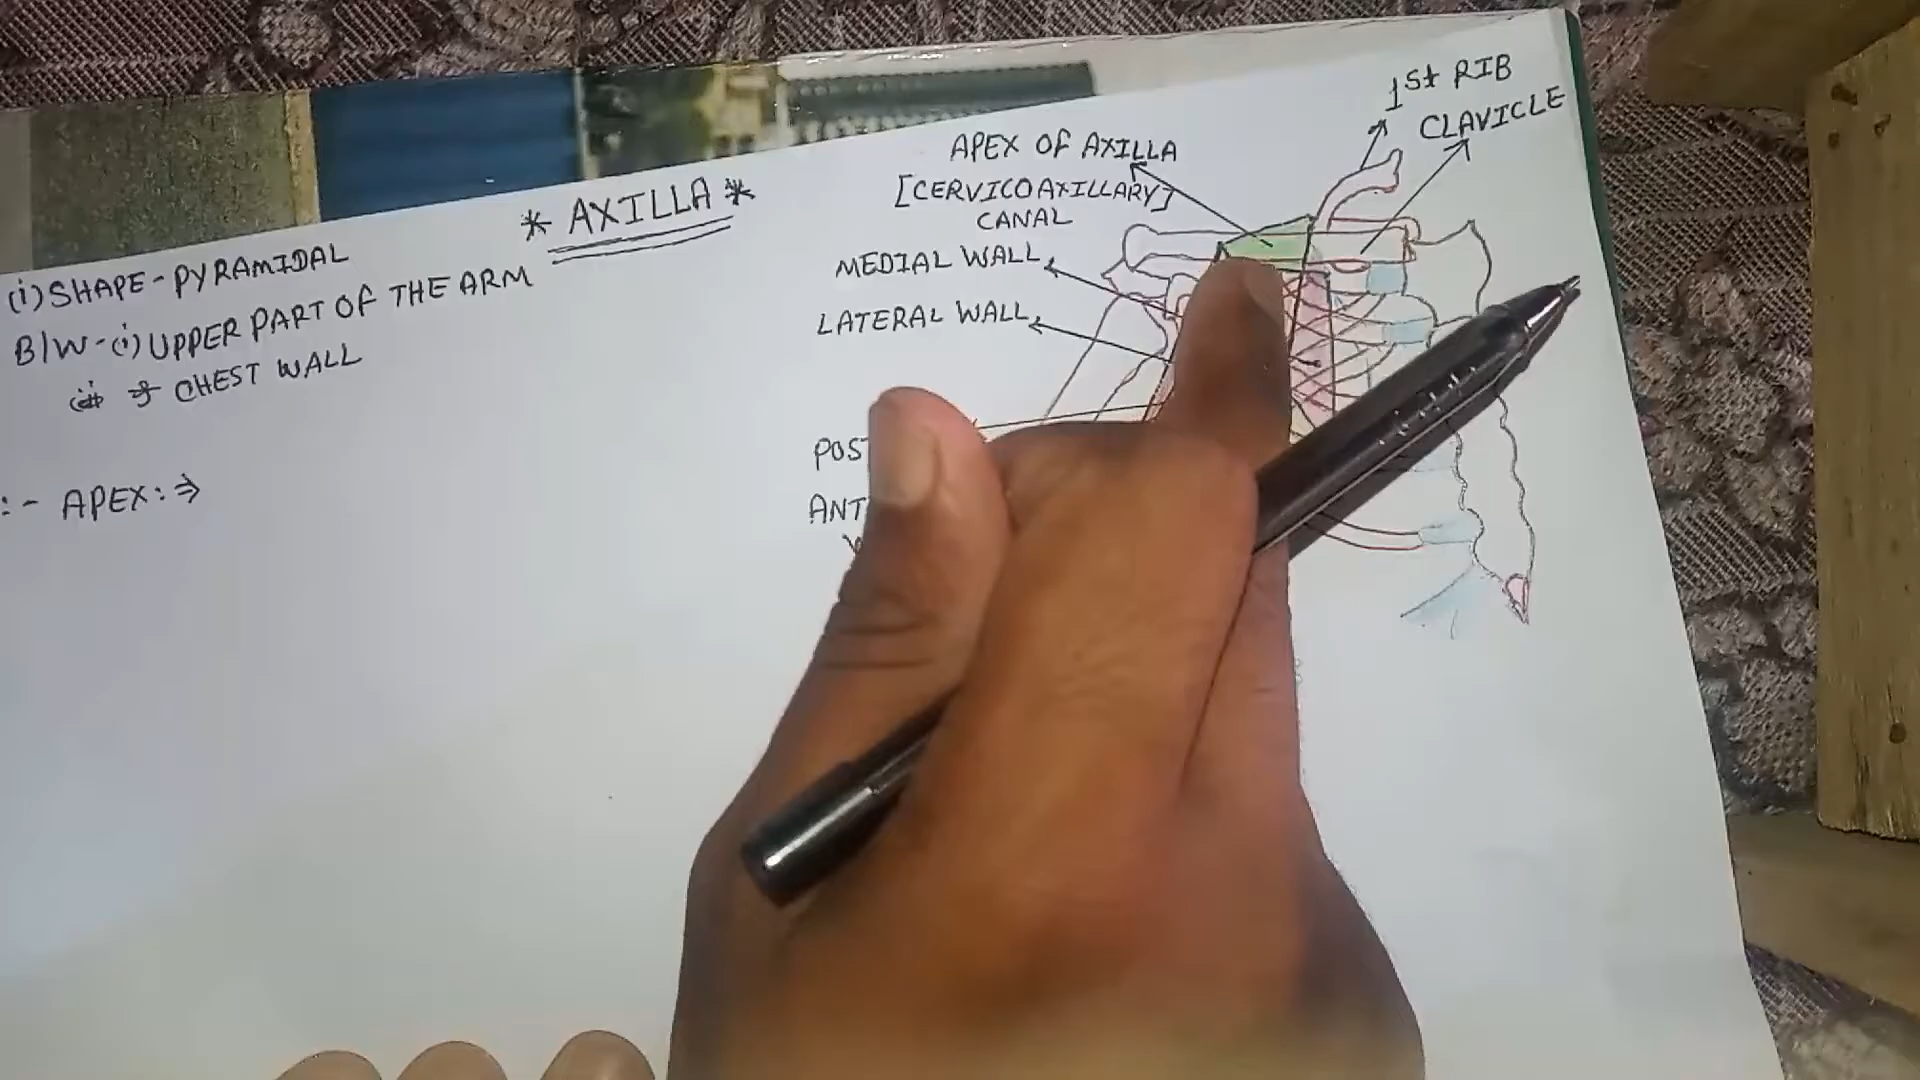 * AXILLA *
(i) SHAPE - PYRAMIDAL
B/W - (i) UPPER PART OF THE ARM
CHEST WALL
:- APEX :⇒
1St RIB
CLAVICLE
APEX OF AXILLA
[CERVICOAXILLARY]
CANAL
MEDIAL WALL
LATERAL WALL
POST
ANT